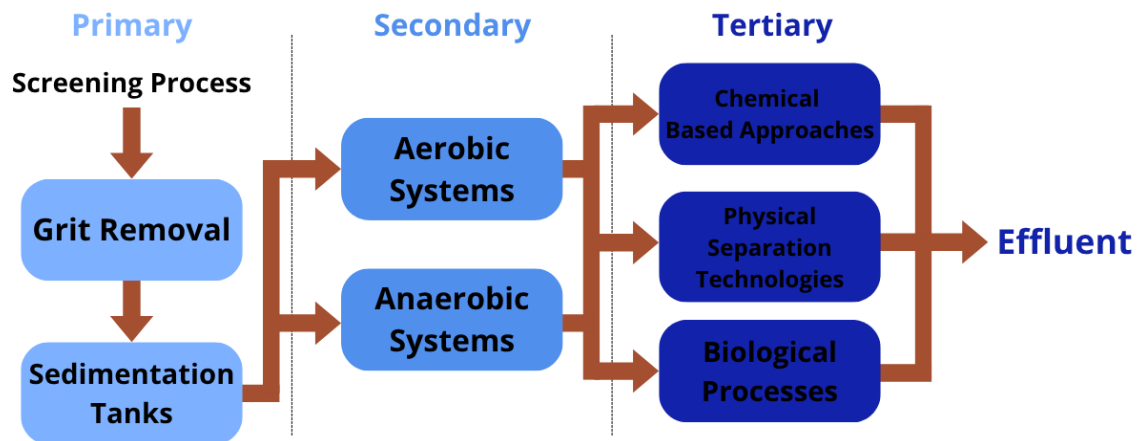 Primary
Screening Process
Grit Removal
Sedimentation
Tanks
Secondary
Aerobic
Systems
Anaerobic
Systems
Tertiary
Chemical
Based Approaches
Physical
Separation
Technologies
Biological
Processes
Effluent